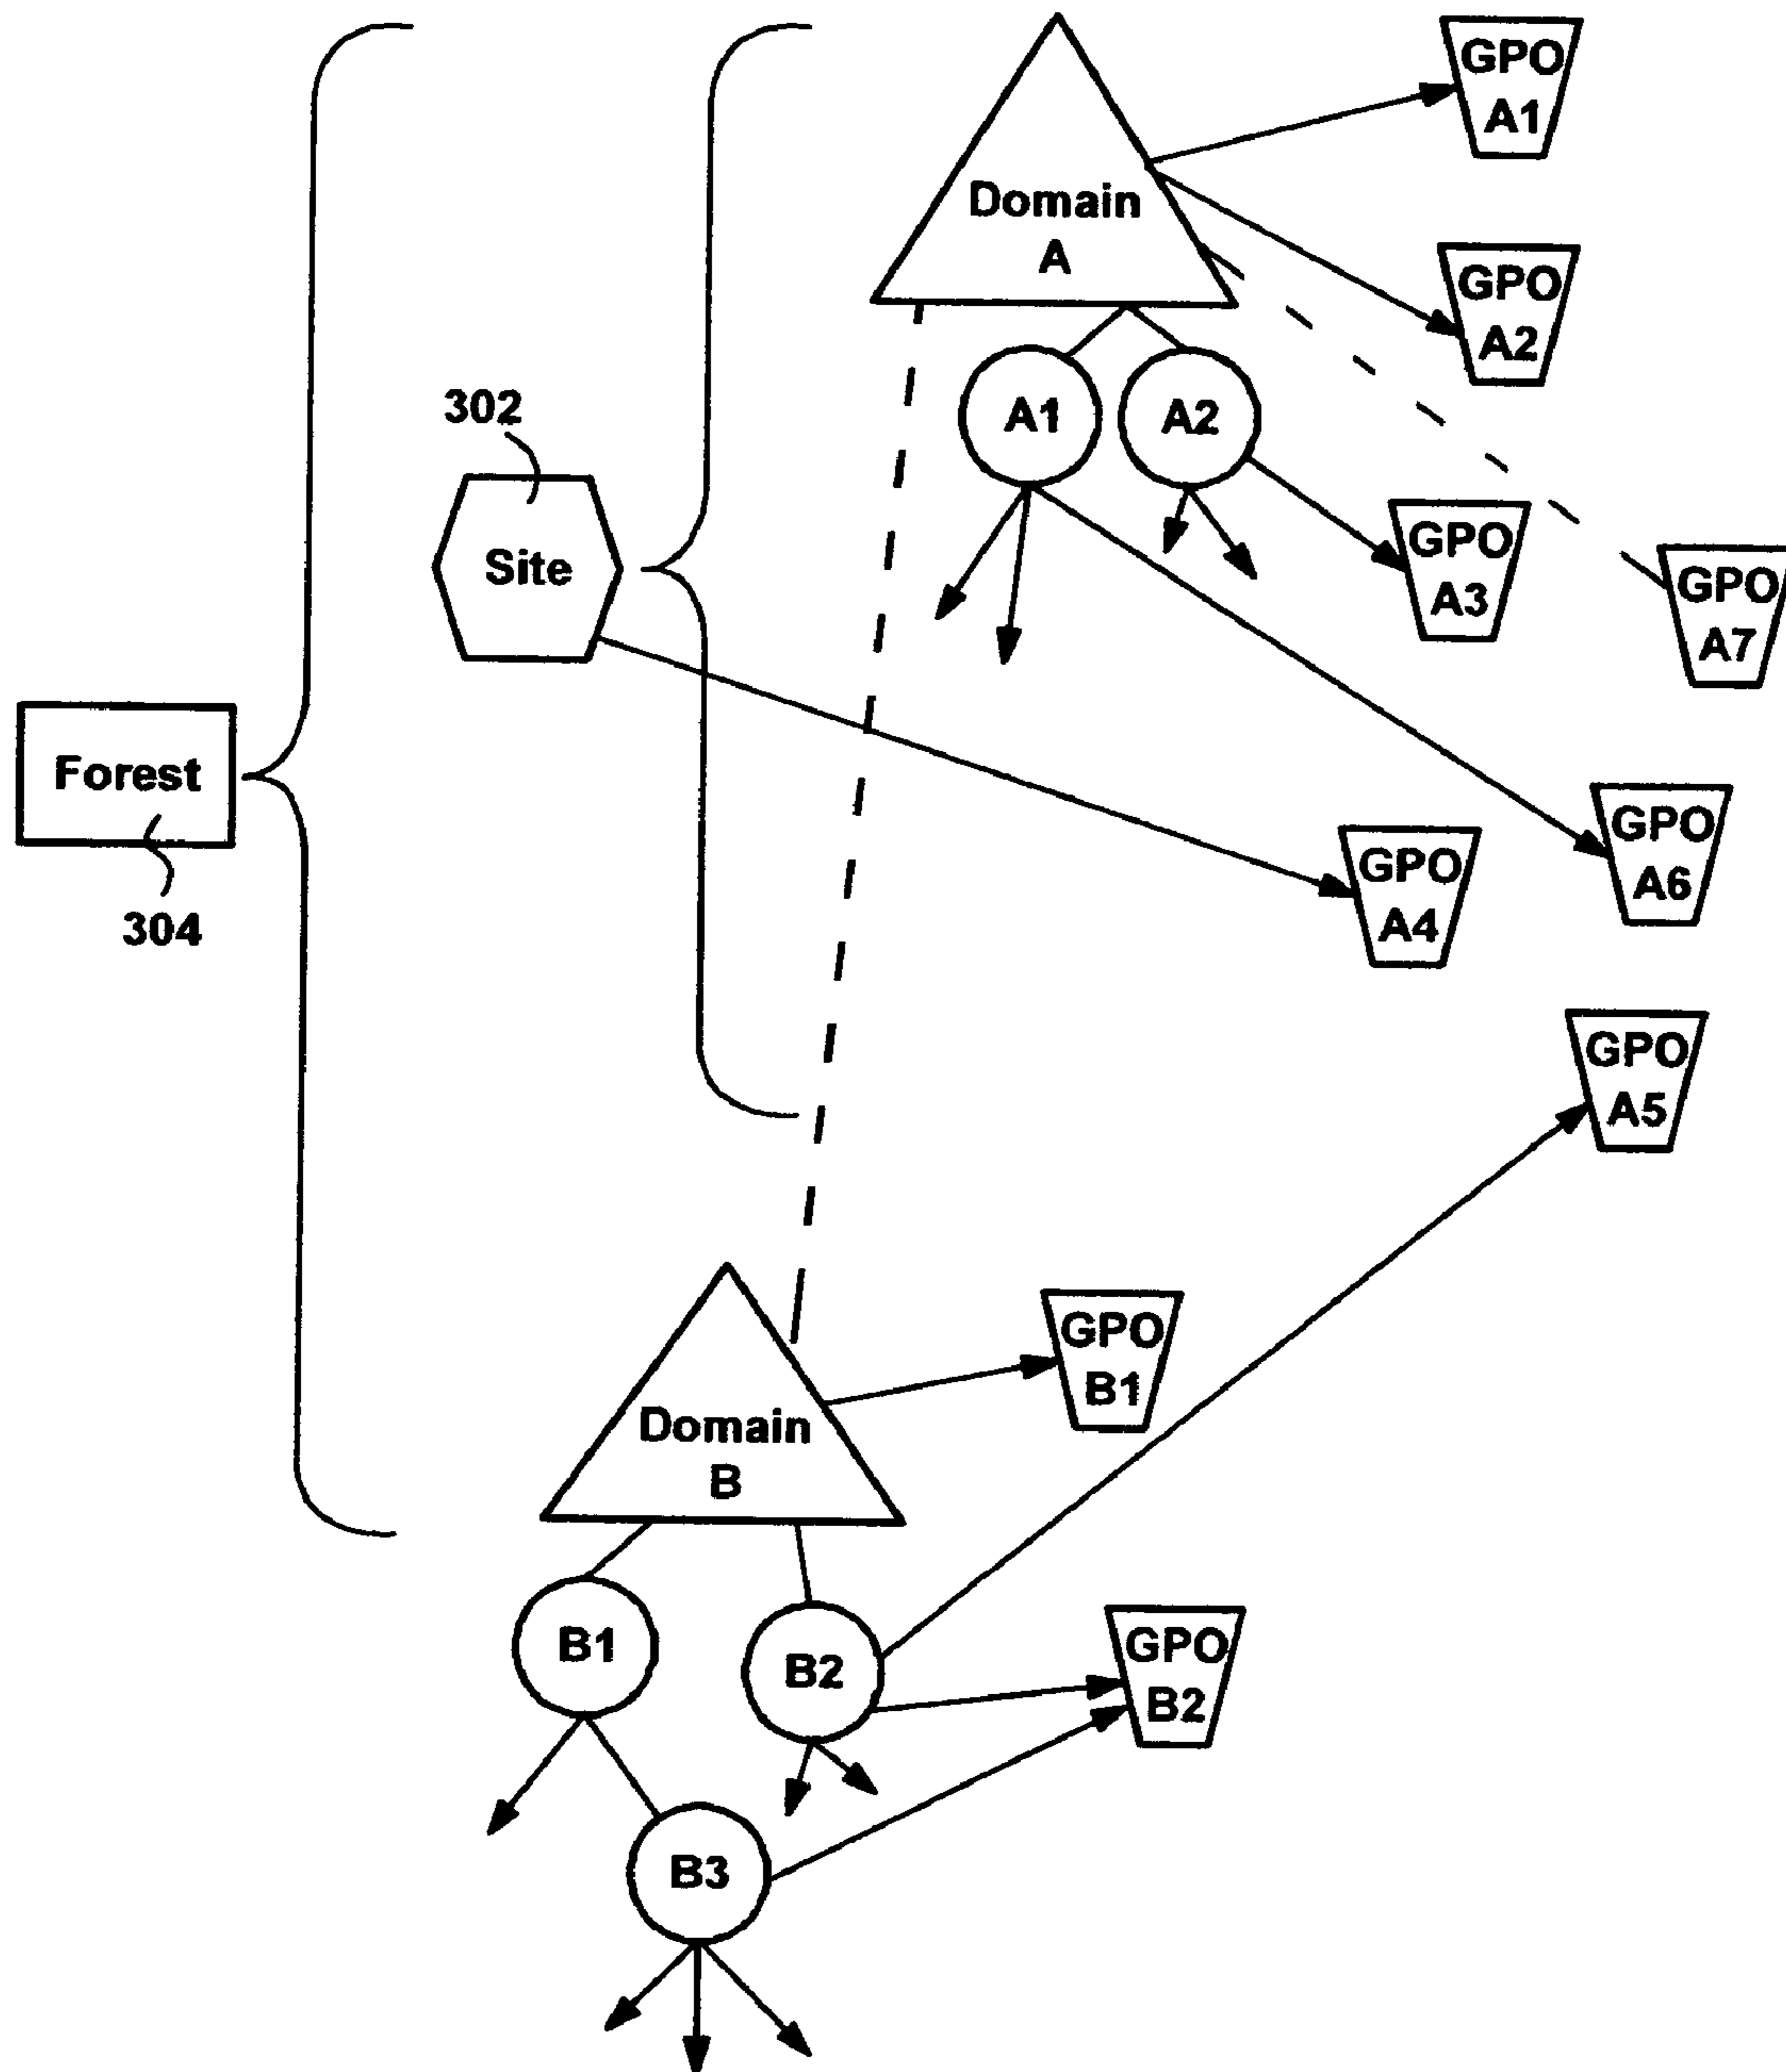 GPO
A1
Domain
A
GPO
A2
302
A1
A2
Site
GPO
A3
GPO
A7
Forest
304
GPO
A6
GPO
A4
GPO
A5
GPO
B1
Domain
B
B1
B2
GPO
B2
B3